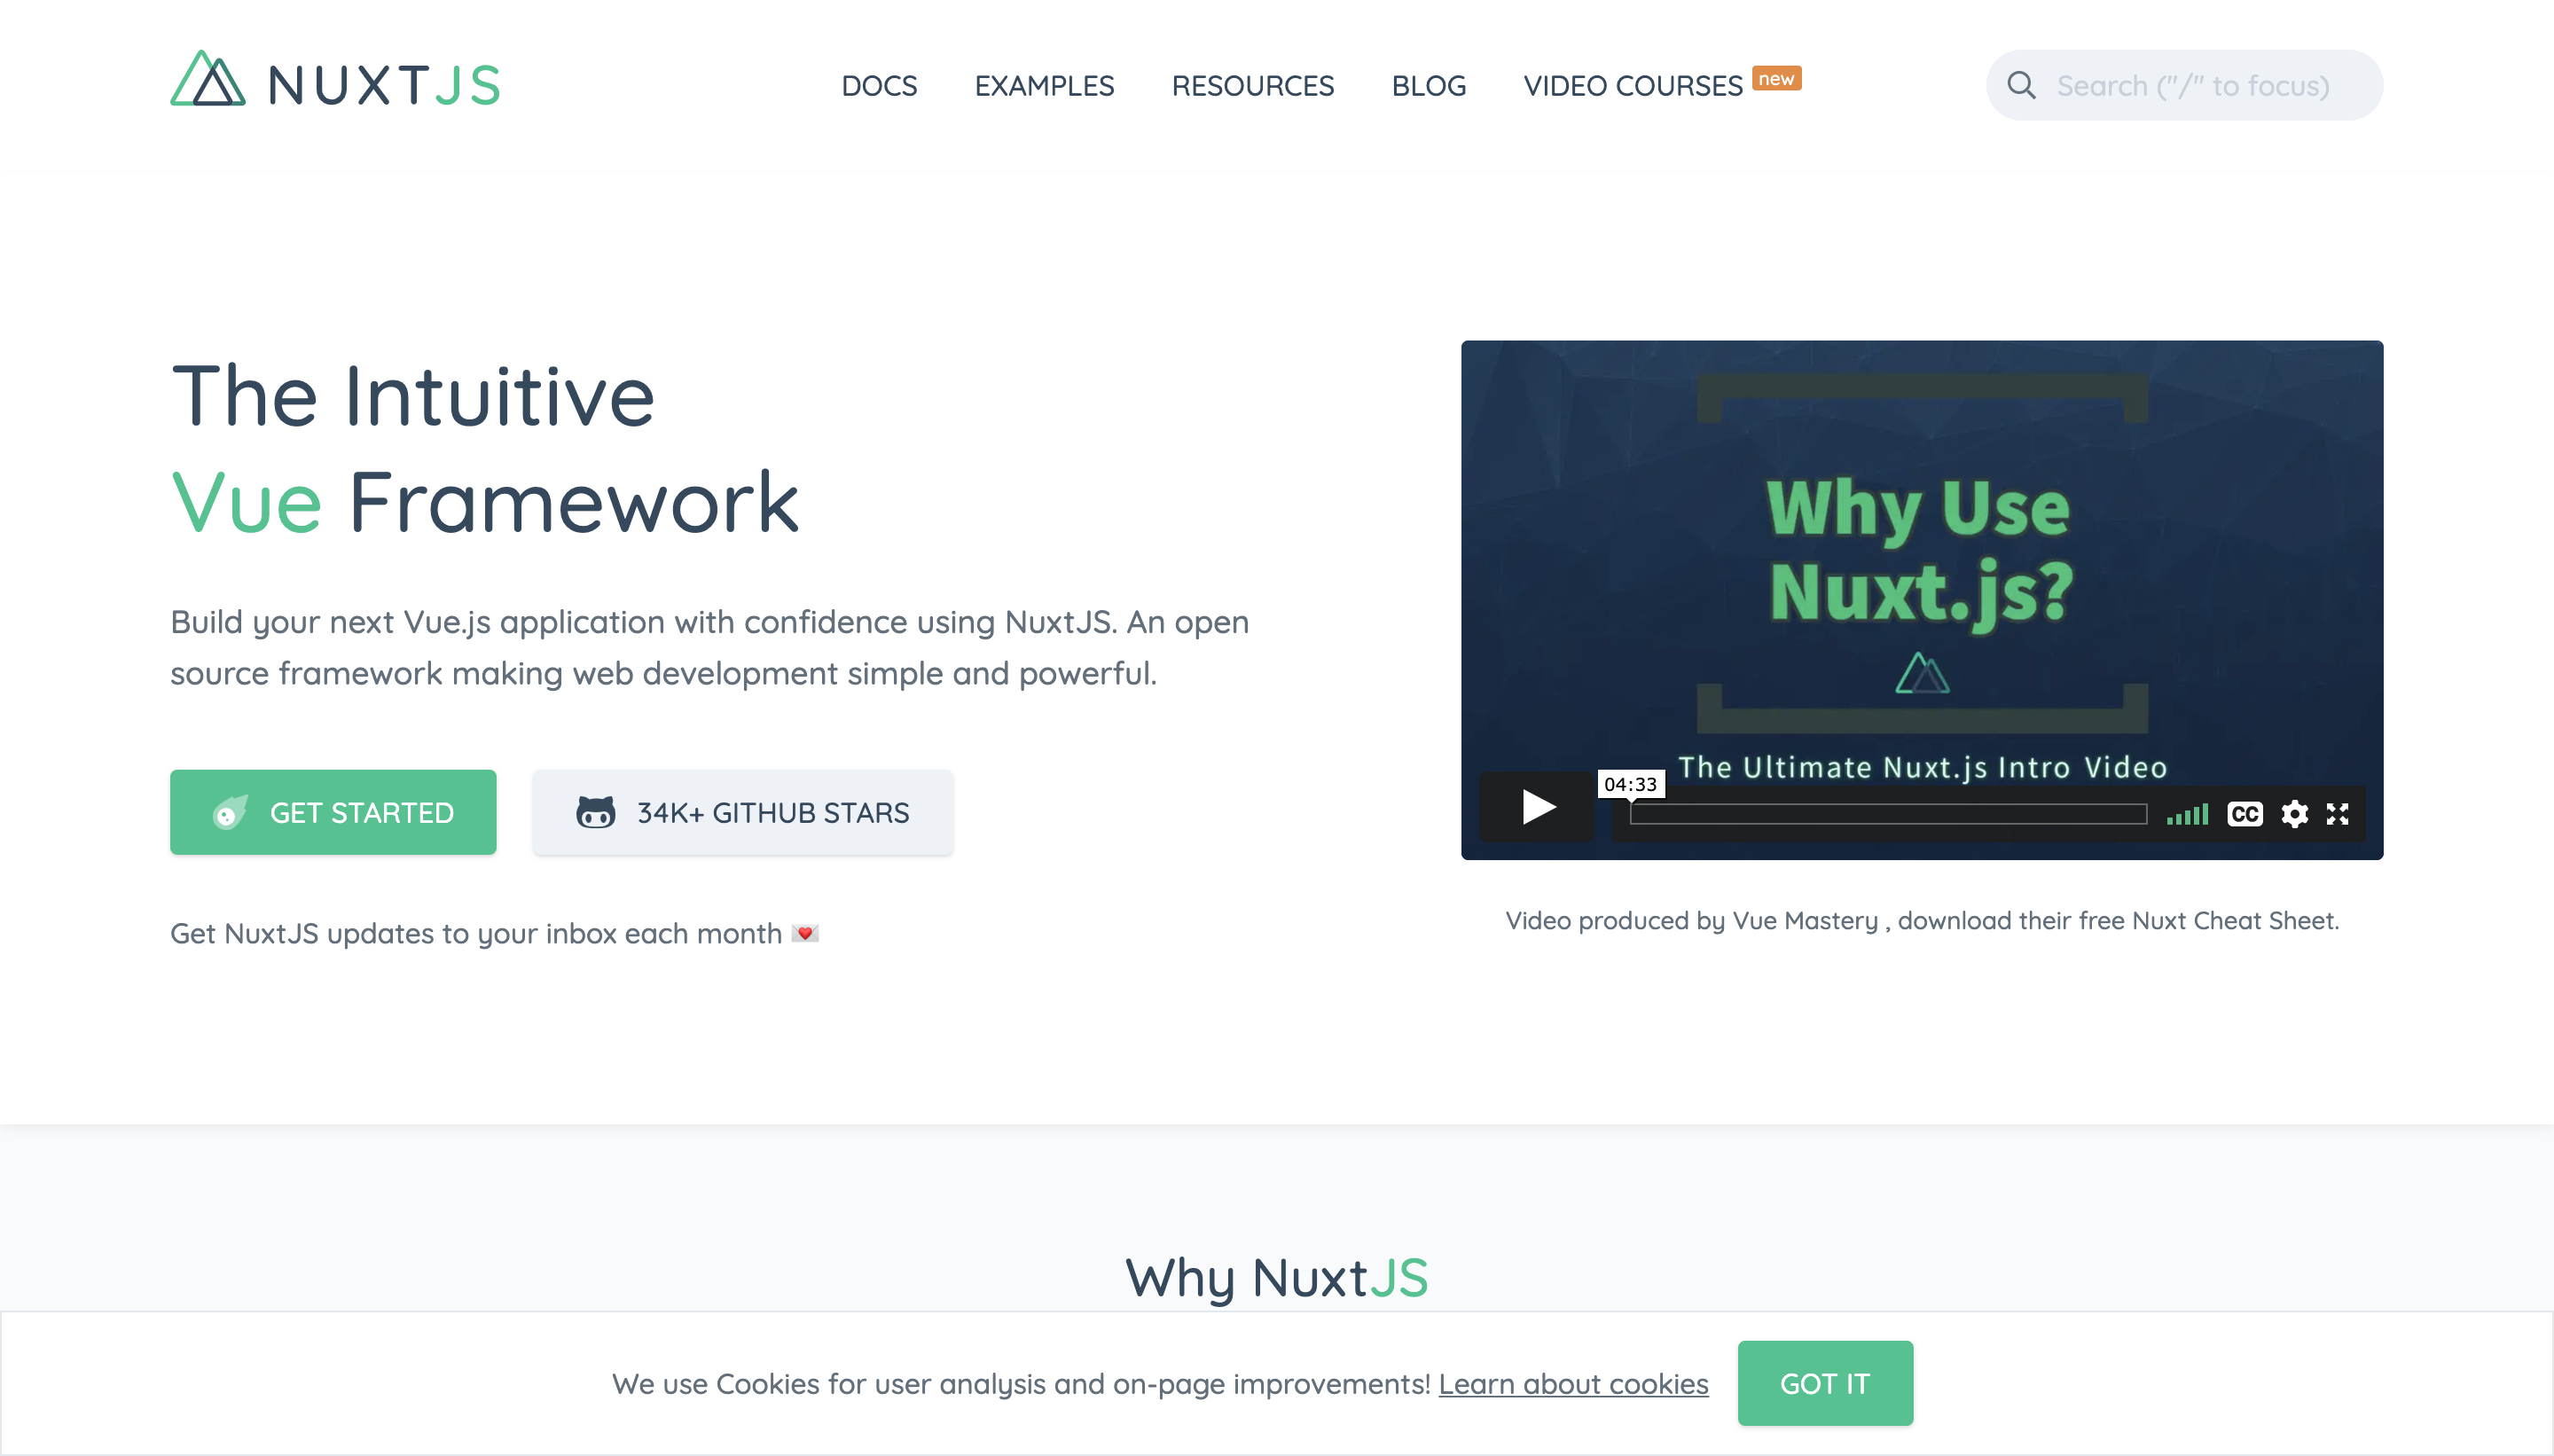 NUXTJS
DOCS
EXAMPLES
RESOURCES
BLOG
VIDEO COURSES new
Search ("/" to focus)
The Intuitive
Vue Framework
Build your next Vue.js application with confidence using NuxtJS. An open
source framework making web development simple and powerful.
GET STARTED
34K+ GITHUB STARS
Get NuxtJS updates to your inbox each month 💌
Why Use
Nuxt.js?
The Ultimate Nuxt.js Intro Video
04:33
CC
Video produced by Vue Mastery , download their free Nuxt Cheat Sheet.
Why NuxtJS
We use Cookies for user analysis and on-page improvements! Learn about cookies
GOT IT